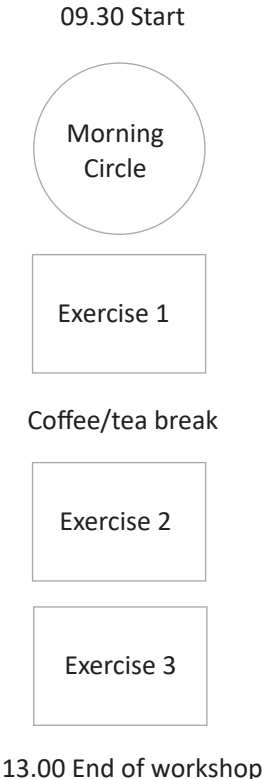 09.30 Start
Morning
Circle
Exercise 1
Coffee/tea break
Exercise 2
Exercise 3
13.00 End of workshop